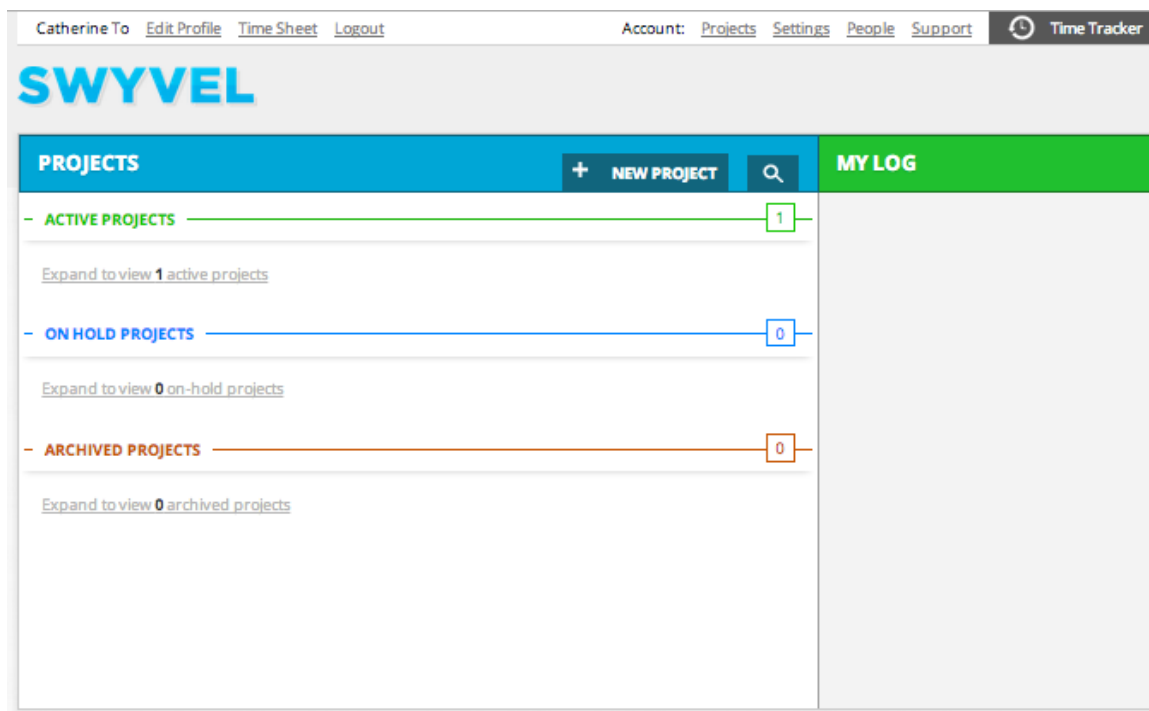 Catherine To Edit Profile Time Sheet Logout Account: Projects Settings People Support Time Tracker
SWYVEL
PROJECTS + NEW PROJECT MY LOG
ACTIVE PROJECTS 1
Expand to view 1 active projects
ON HOLD PROJECTS 0
Expand to view 0 on-hold projects
ARCHIVED PROJECTS 0
Expand to view 0 archived projects